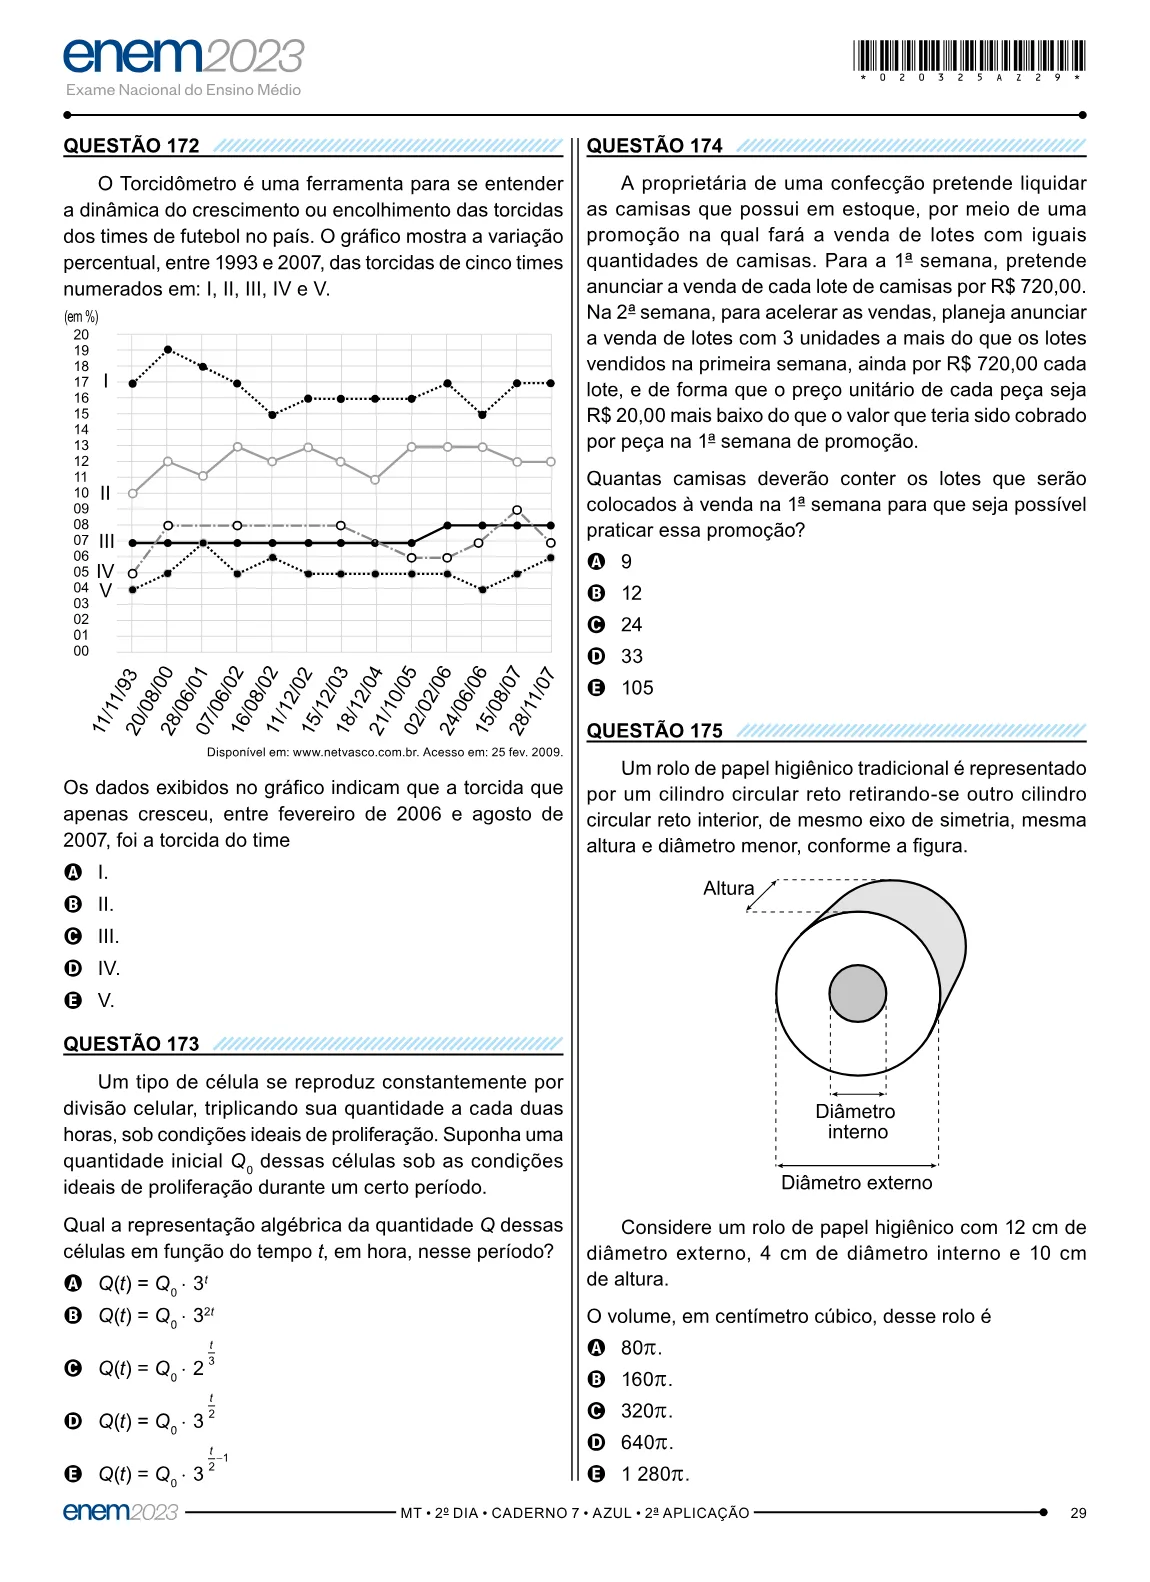 enem2023
Exame Nacional do Ensino Médio
*020325AZ29*
QUESTÃO 172
O Torcidômetro é uma ferramenta para se entender
a dinâmica do crescimento ou encolhimento das torcidas
dos times de futebol no país. O gráfico mostra a variação
percentual, entre 1993 e 2007, das torcidas de cinco times
numerados em: I, II, III, IV e V.
(em %)
20
19
18
17 I
16
15
14
13
12
11
10 II
09
08
07 III
06
05 IV
04 V
03
02
01
00
11/11/93
20/08/00
28/06/01
07/06/02
16/08/02
11/12/02
15/12/03
18/12/04
21/10/05
02/02/06
24/06/06
15/08/07
28/11/07
Disponível em: www.netvasco.com.br. Acesso em: 25 fev. 2009.
Os dados exibidos no gráfico indicam que a torcida que
apenas cresceu, entre fevereiro de 2006 e agosto de
2007, foi a torcida do time
A I.
B II.
C III.
D IV.
E V.
QUESTÃO 173
Um tipo de célula se reproduz constantemente por
divisão celular, triplicando sua quantidade a cada duas
horas, sob condições ideais de proliferação. Suponha uma
quantidade inicial Q₀ dessas células sob as condições
ideais de proliferação durante um certo período.
Qual a representação algébrica da quantidade Q dessas
células em função do tempo t, em hora, nesse período?
A Q(t) = Q₀ · 3^t
B Q(t) = Q₀ · 3^2t
C Q(t) = Q₀ · 2^(t/3)
D Q(t) = Q₀ · 3^(t/2)
E Q(t) = Q₀ · 3^(t/2−1)
QUESTÃO 174
A proprietária de uma confecção pretende liquidar
as camisas que possui em estoque, por meio de uma
promoção na qual fará a venda de lotes com iguais
quantidades de camisas. Para a 1ª semana, pretende
anunciar a venda de cada lote de camisas por R$ 720,00.
Na 2ª semana, para acelerar as vendas, planeja anunciar
a venda de lotes com 3 unidades a mais do que os lotes
vendidos na primeira semana, ainda por R$ 720,00 cada
lote, e de forma que o preço unitário de cada peça seja
R$ 20,00 mais baixo do que o valor que teria sido cobrado
por peça na 1ª semana de promoção.
Quantas camisas deverão conter os lotes que serão
colocados à venda na 1ª semana para que seja possível
praticar essa promoção?
A 9
B 12
C 24
D 33
E 105
QUESTÃO 175
Um rolo de papel higiênico tradicional é representado
por um cilindro circular reto retirando-se outro cilindro
circular reto interior, de mesmo eixo de simetria, mesma
altura e diâmetro menor, conforme a figura.
Altura
Diâmetro
interno
Diâmetro externo
Considere um rolo de papel higiênico com 12 cm de
diâmetro externo, 4 cm de diâmetro interno e 10 cm
de altura.
O volume, em centímetro cúbico, desse rolo é
A 80π.
B 160π.
C 320π.
D 640π.
E 1 280π.
enem2023
MT • 2º DIA • CADERNO 7 • AZUL • 2ª APLICAÇÃO
29